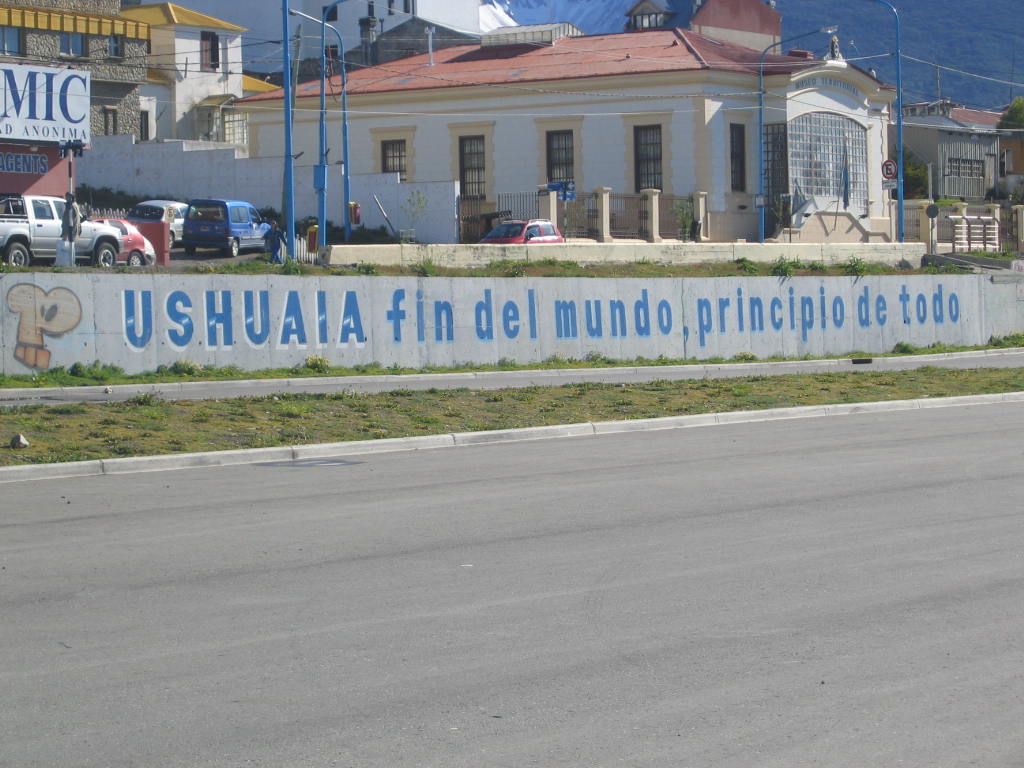 MIC
AD ANONIMA
AGENTS
USHUAIA fin del mundo, principio de todo